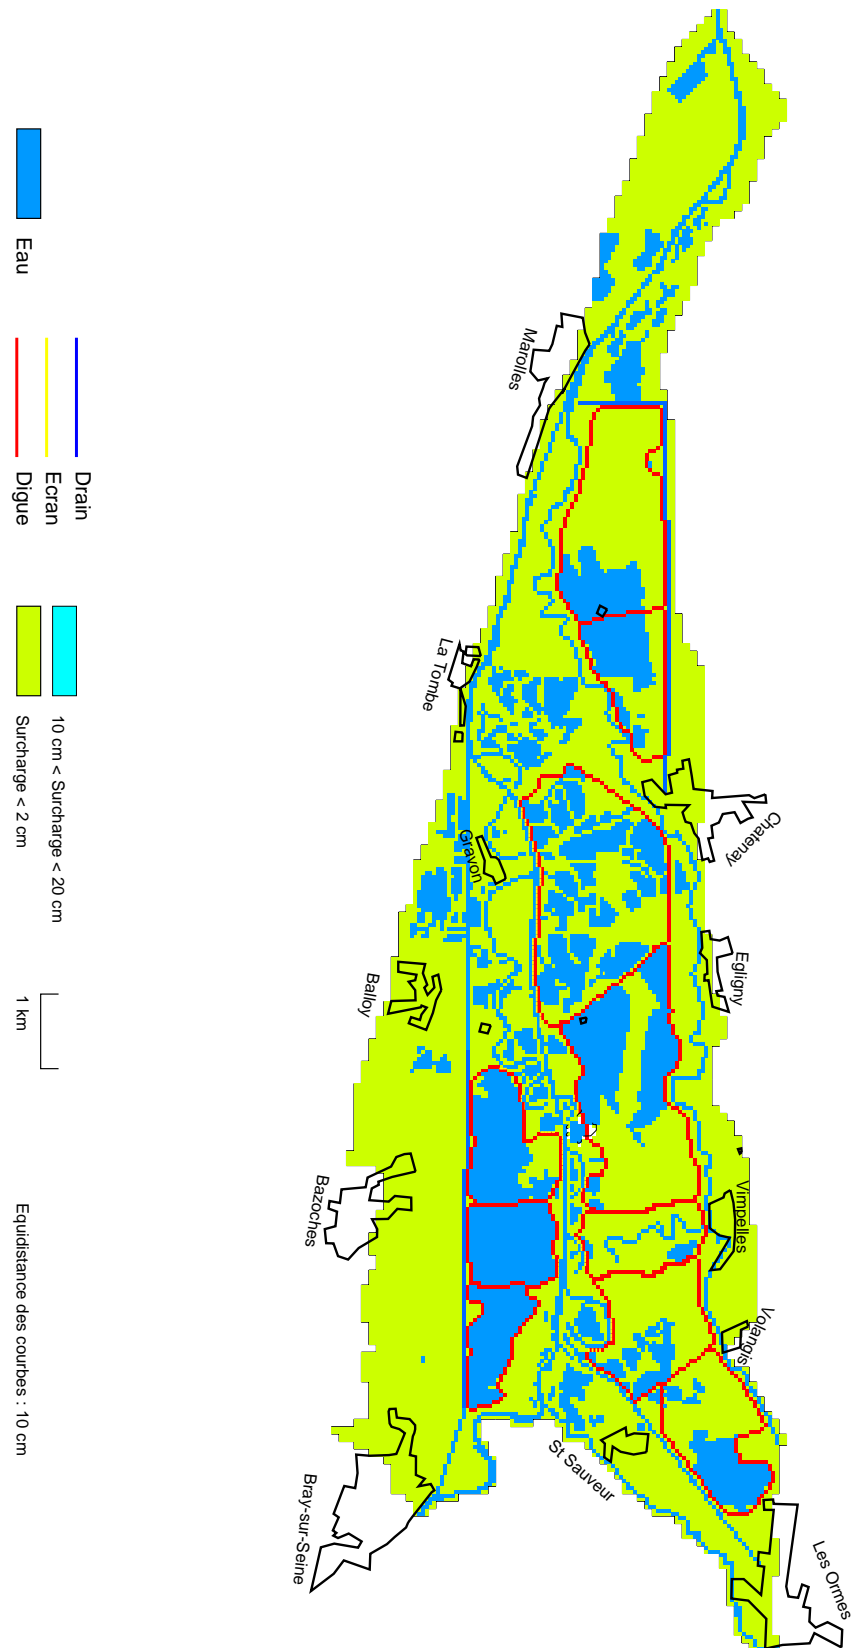 Eau
Drain
Ecran
Digue
10 cm < Surcharge < 20 cm
Surcharge < 2 cm
1 km
Equidistance des courbes : 10 cm
Marolles
La Tombe
Chatenay
Gravon
Egligny
Balloy
Vimpelles
Bazoches
Volangis
St Sauveur
Bray-sur-Seine
Les Ormes